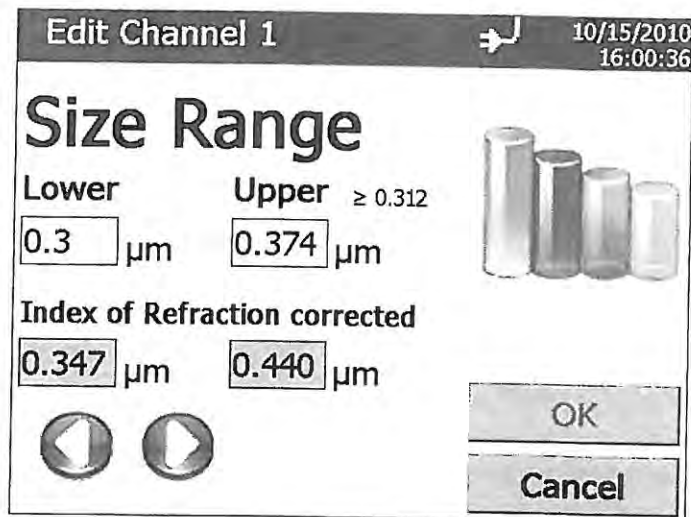 Edit Channel 1
10/15/2010
16:00:36
Size Range
Lower Upper ≥ 0.312
0.3 µm 0.374 µm
Index of Refraction corrected
0.347 µm 0.440 µm
OK
Cancel